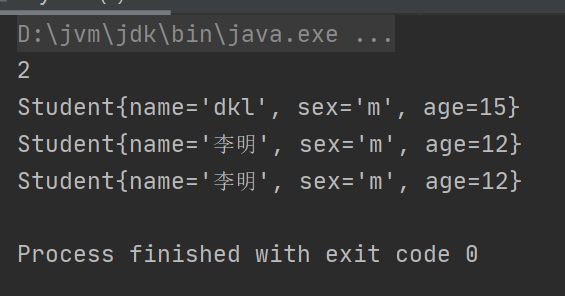 D:\jvm\jdk\bin\java.exe ...
2
Student{name='dkl', sex='m', age=15}
Student{name='李明', sex='m', age=12}
Student{name='李明', sex='m', age=12}
Process finished with exit code 0